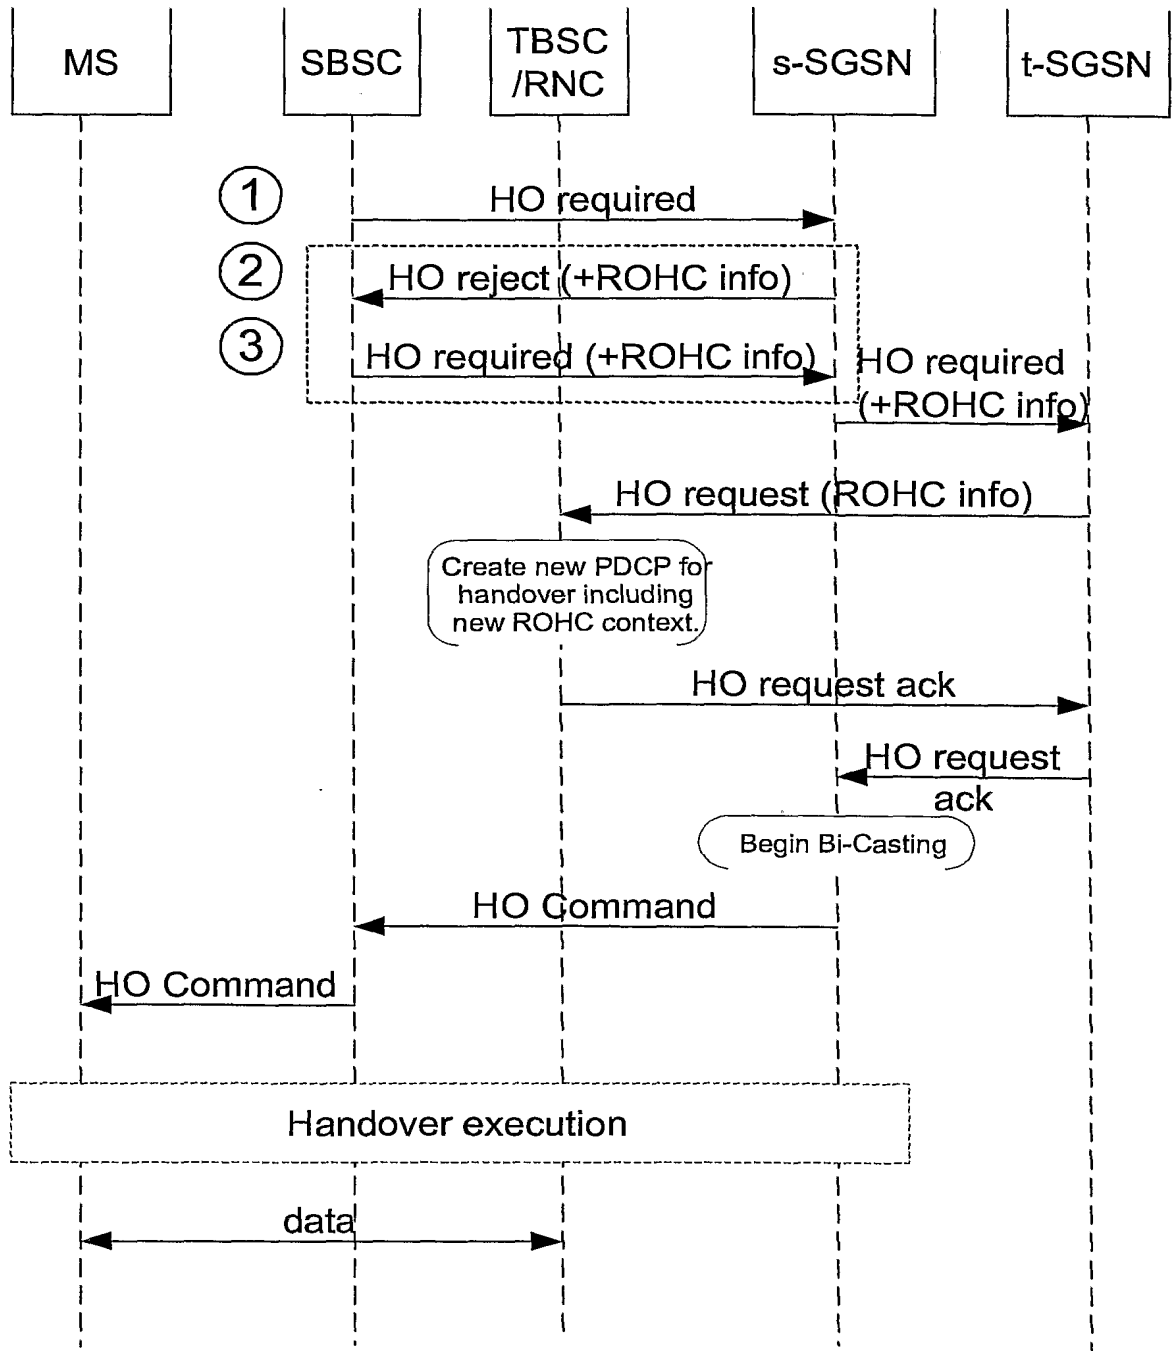 MS
SBSC
TBSC
/RNC
s-SGSN
t-SGSN
1
HO required
2
HO reject (+ROHC info)
3
HO required (+ROHC info)
HO required
(+ROHC info)
HO request (ROHC info)
Create new PDCP for
handover including
new ROHC context.
HO request ack
HO request
ack
Begin Bi-Casting
HO Command
HO Command
Handover execution
data